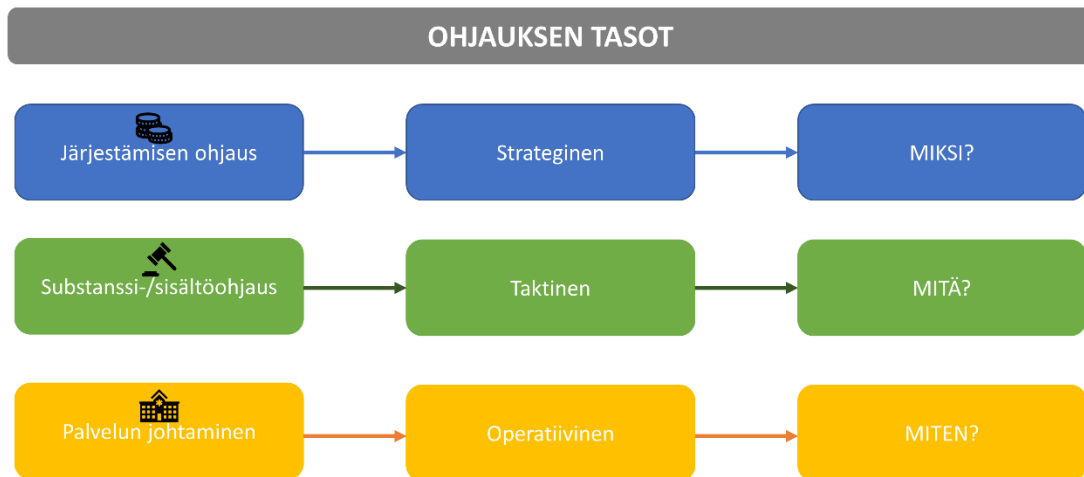 OHJAUKSEN TASOT
Järjestämisen ohjaus
Strateginen
MIKSI?
Substanssi-/sisältöohjaus
Taktinen
MITÄ?
Palvelun johtaminen
Operatiivinen
MITEN?